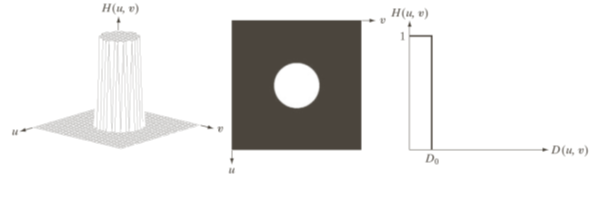 H(u, v)
u
v
v
u
H(u, v)
1
D₀
D(u, v)